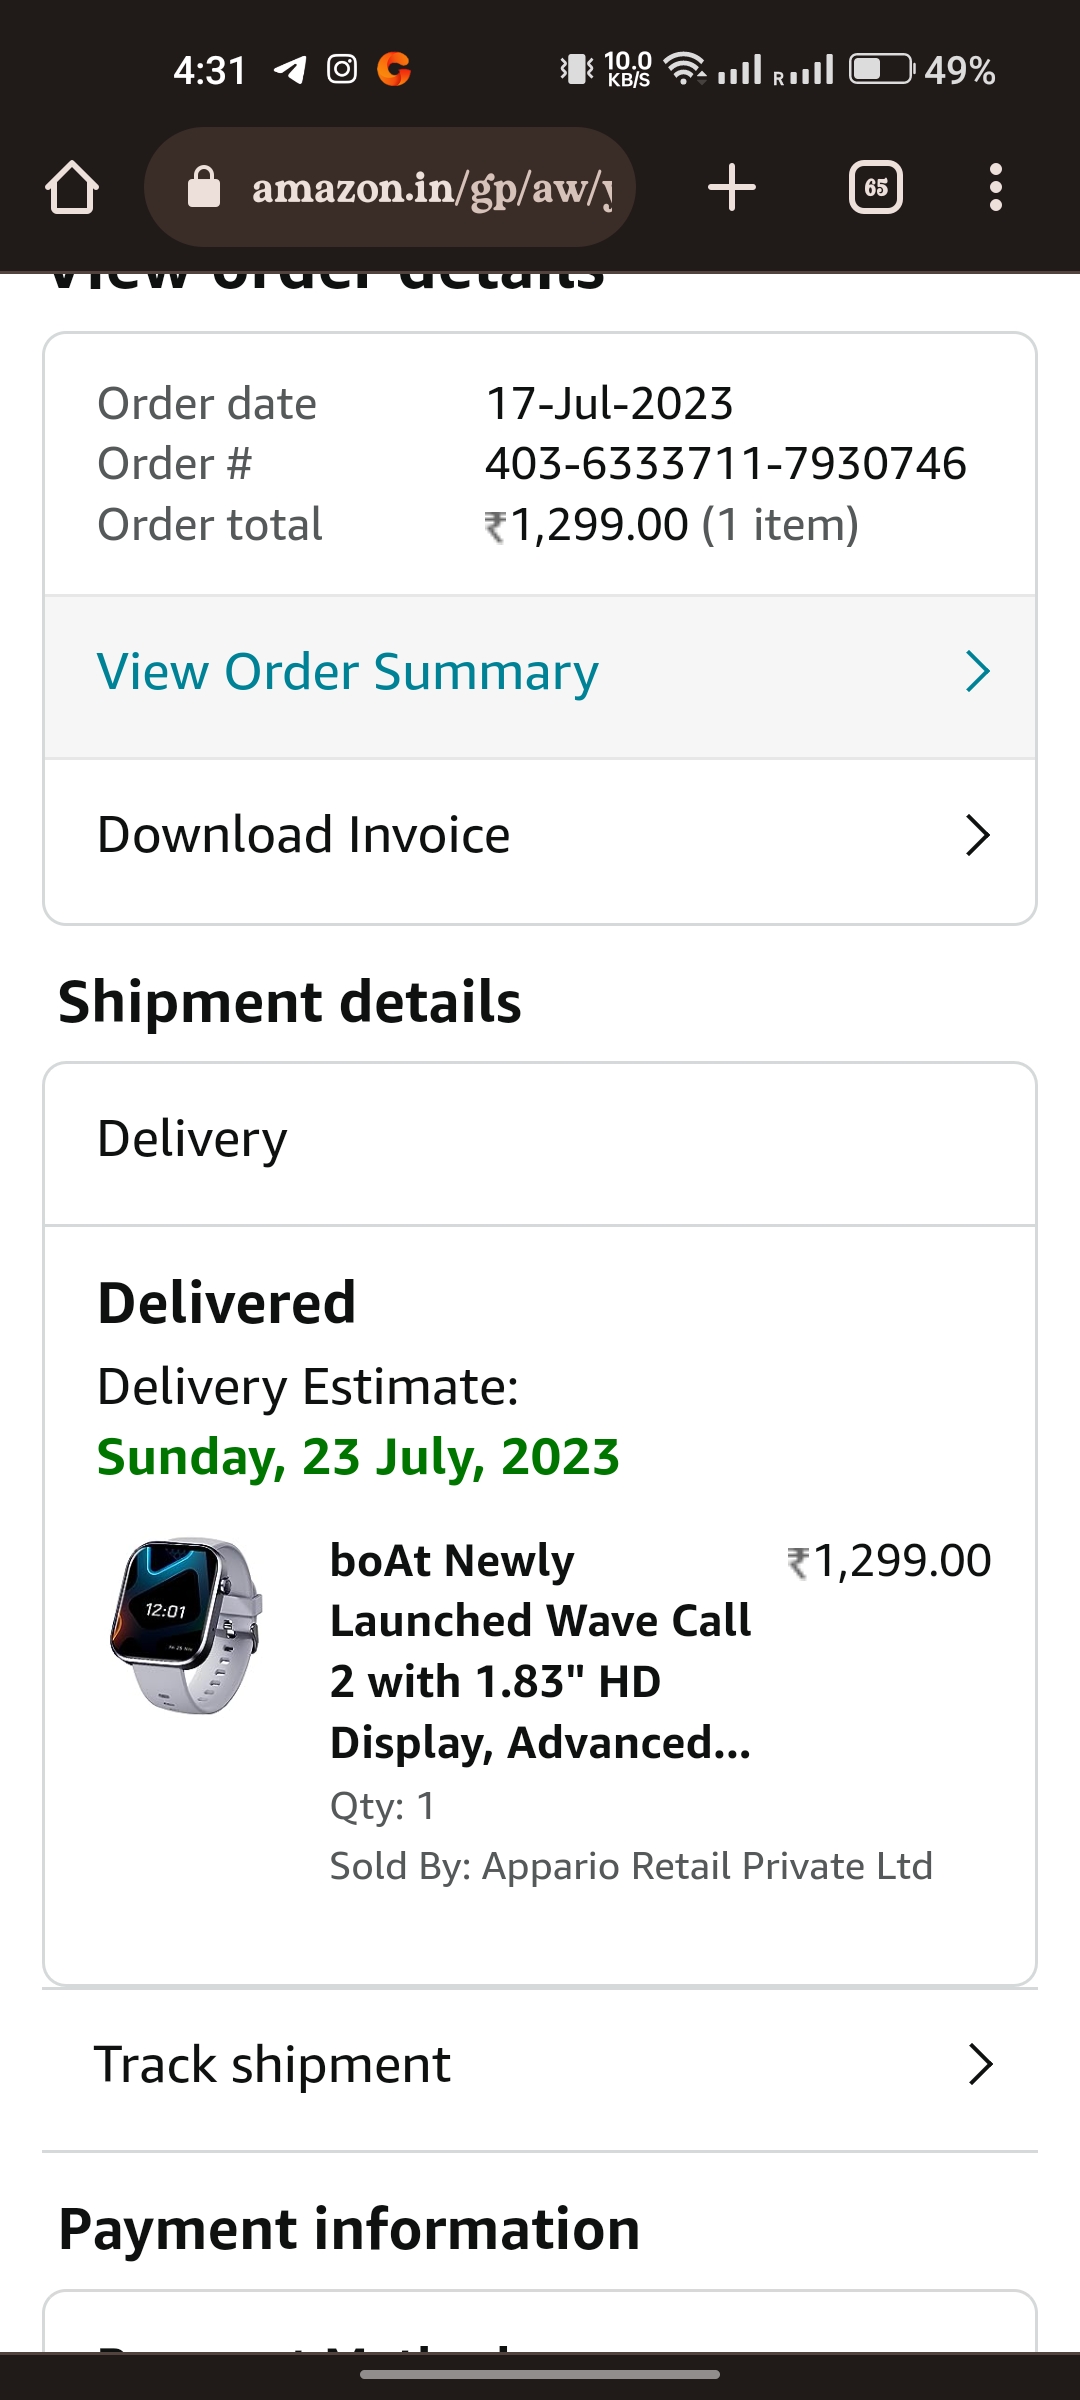 4:31 10.0 KB/S R 49%
amazon.in/gp/aw/y 65
View order details
Order date 17-Jul-2023
Order # 403-6333711-7930746
Order total ₹1,299.00 (1 item)
View Order Summary
Download Invoice
Shipment details
Delivery
Delivered
Delivery Estimate:
Sunday, 23 July, 2023
12:01
boAt Newly ₹1,299.00
Launched Wave Call
2 with 1.83" HD
Display, Advanced...
Qty: 1
Sold By: Appario Retail Private Ltd
Track shipment
Payment information